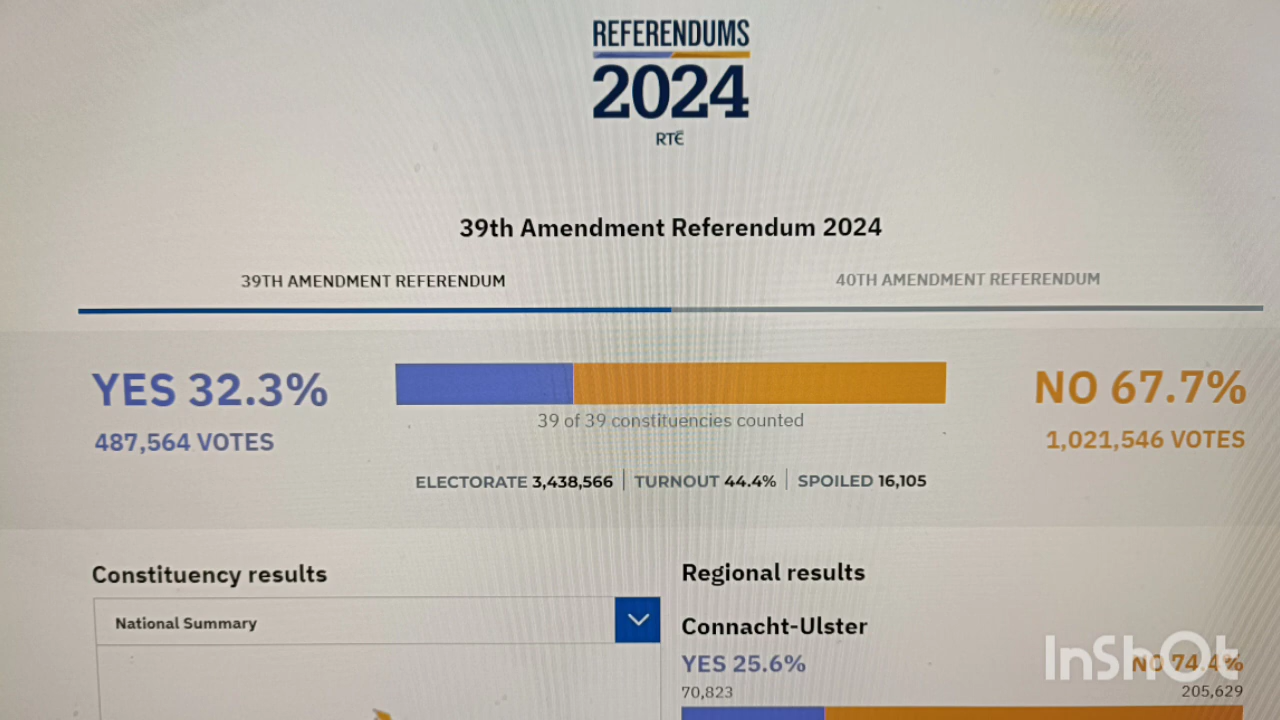 REFERENDUMS
2024
RTÉ
39th Amendment Referendum 2024
39TH AMENDMENT REFERENDUM
40TH AMENDMENT REFERENDUM
YES 32.3%
NO 67.7%
487,564 VOTES
39 of 39 constituencies counted
1,021,546 VOTES
ELECTORATE 3,438,566 | TURNOUT 44.4% | SPOILED 16,105
Constituency results
Regional results
National Summary
Connacht-Ulster
YES 25.6%
NO 74.4%
70,823
205,629
InShOt